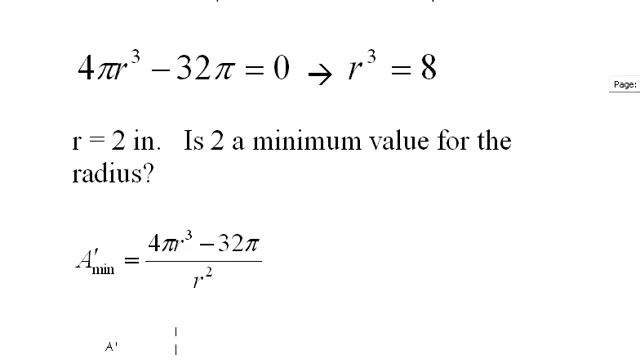 4πr³ − 32π = 0 → r³ = 8
Page:
r = 2 in. Is 2 a minimum value for the
radius?
A′min = (4πr³ − 32π) / r²
A'